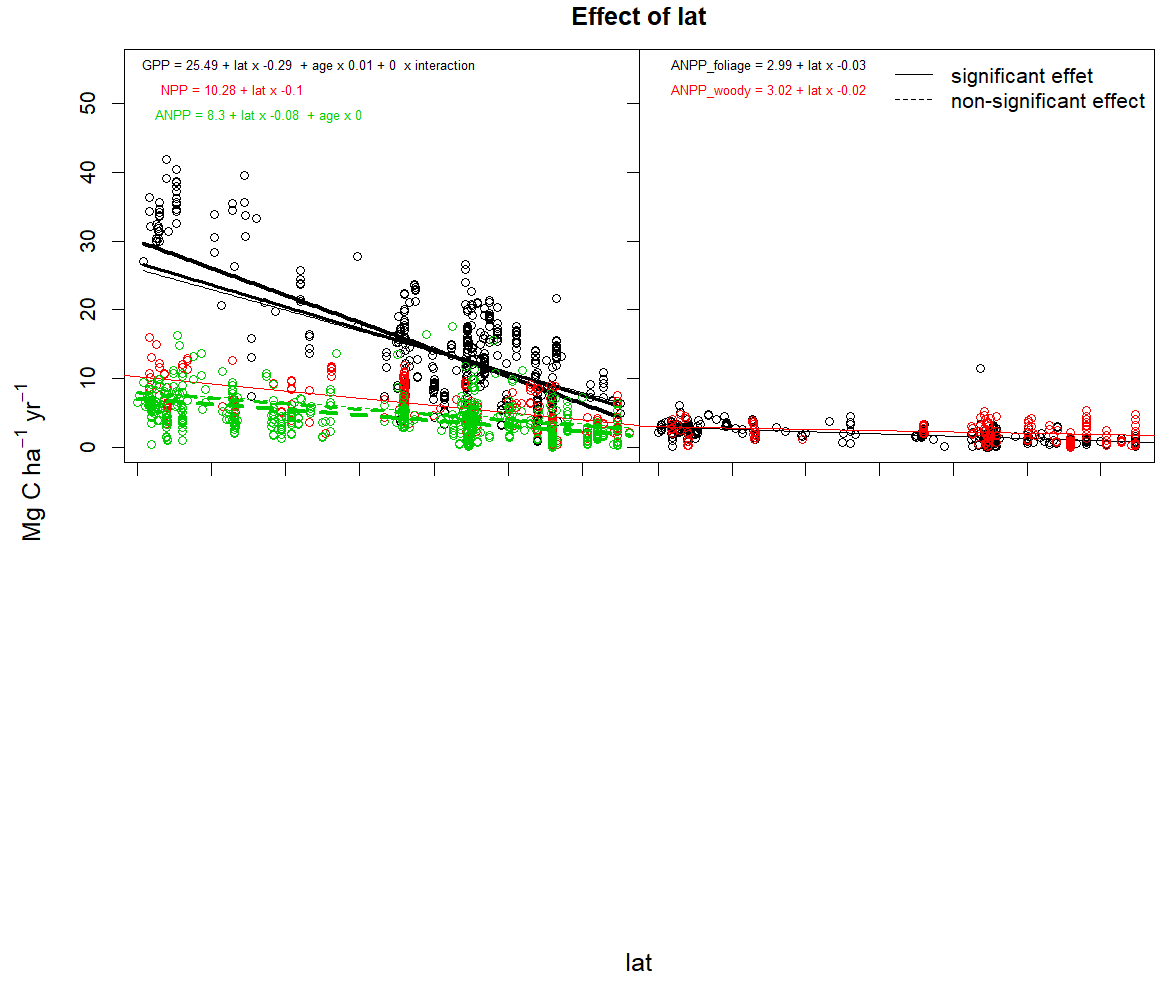 Effect of lat
GPP = 25.49 + lat x -0.29  + age x 0.01 + 0  x interaction
NPP = 10.28 + lat x -0.1
ANPP = 8.3 + lat x -0.08  + age x 0
ANPP_foliage = 2.99 + lat x -0.03
ANPP_woody = 3.02 + lat x -0.02
significant effet
non-significant effect
50
40
30
20
10
0
Mg C ha⁻¹ yr⁻¹
lat